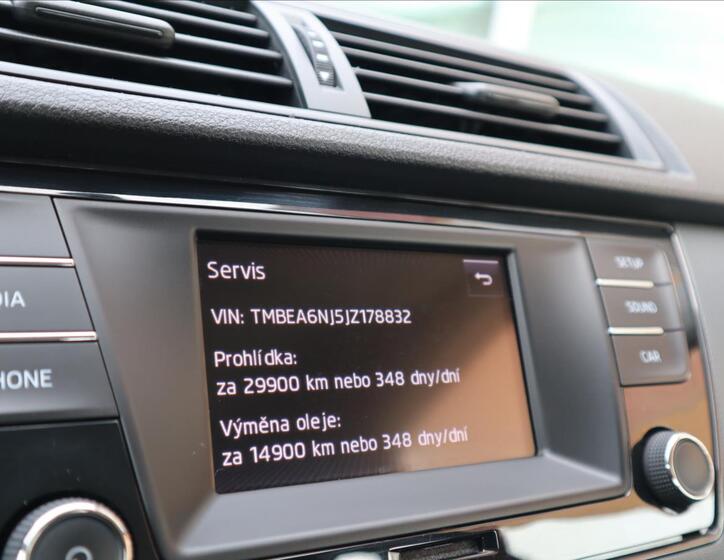 Servis
VIN: TMBEA6NJ5JZ178832
Prohlídka:
za 29900 km nebo 348 dny/dní
Výměna oleje:
za 14900 km nebo 348 dny/dní
DIA
HONE
SETUP
SOUND
CAR